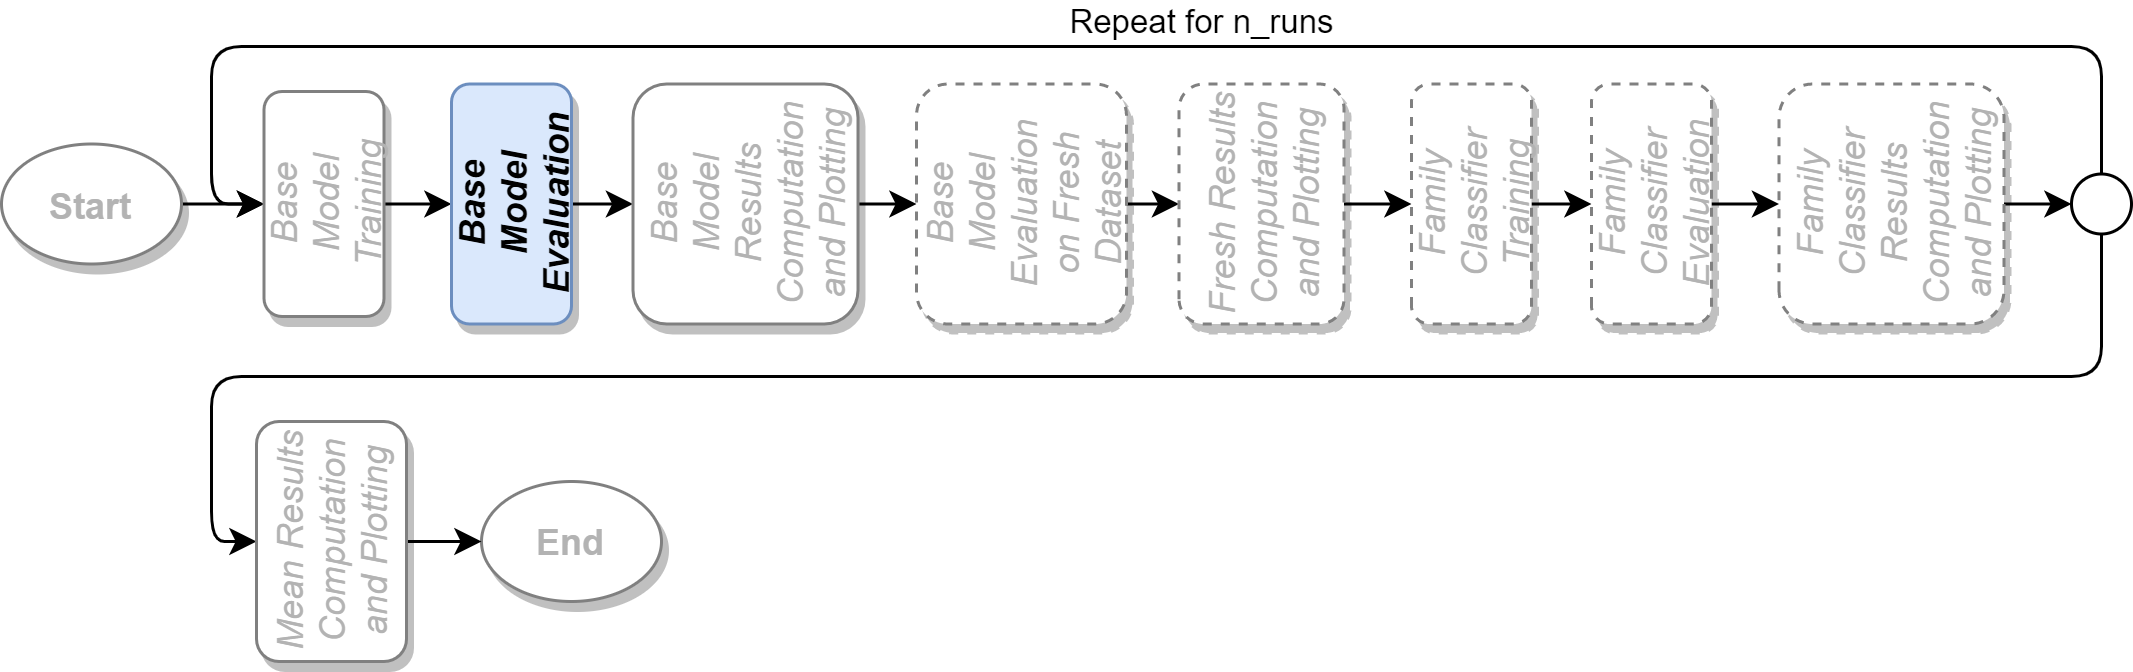 Repeat for n_runs
Start
Base
Model
Training
Base
Model
Evaluation
Base
Model
Results
Computation
and Plotting
Base
Model
Evaluation
on Fresh
Dataset
Fresh Results
Computation
and Plotting
Family
Classifier
Training
Family
Classifier
Evaluation
Family
Classifier
Results
Computation
and Plotting
Mean Results
Computation
and Plotting
End